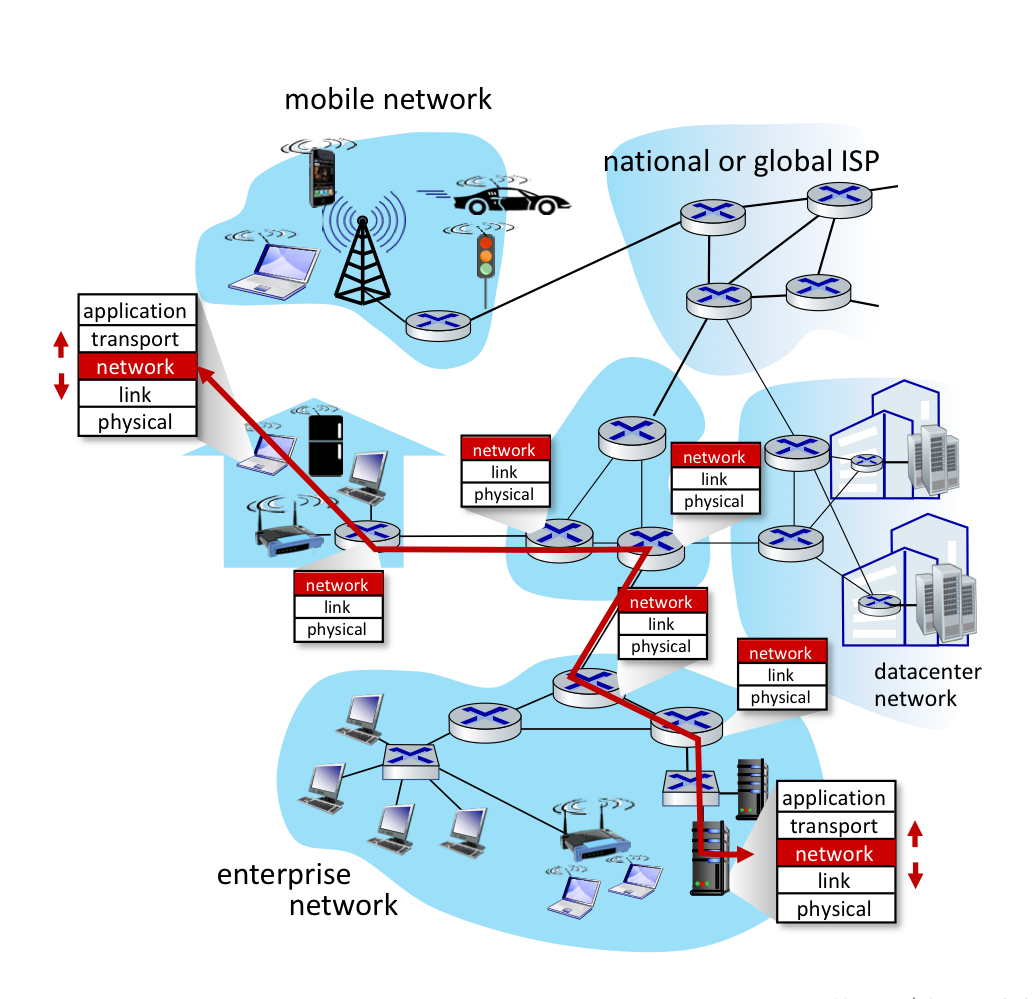 mobile network
national or global ISP
application
transport
network
link
physical
network
link
physical
network
link
physical
network
link
physical
network
link
physical
network
link
physical
datacenter
network
application
transport
network
link
physical
enterprise
network